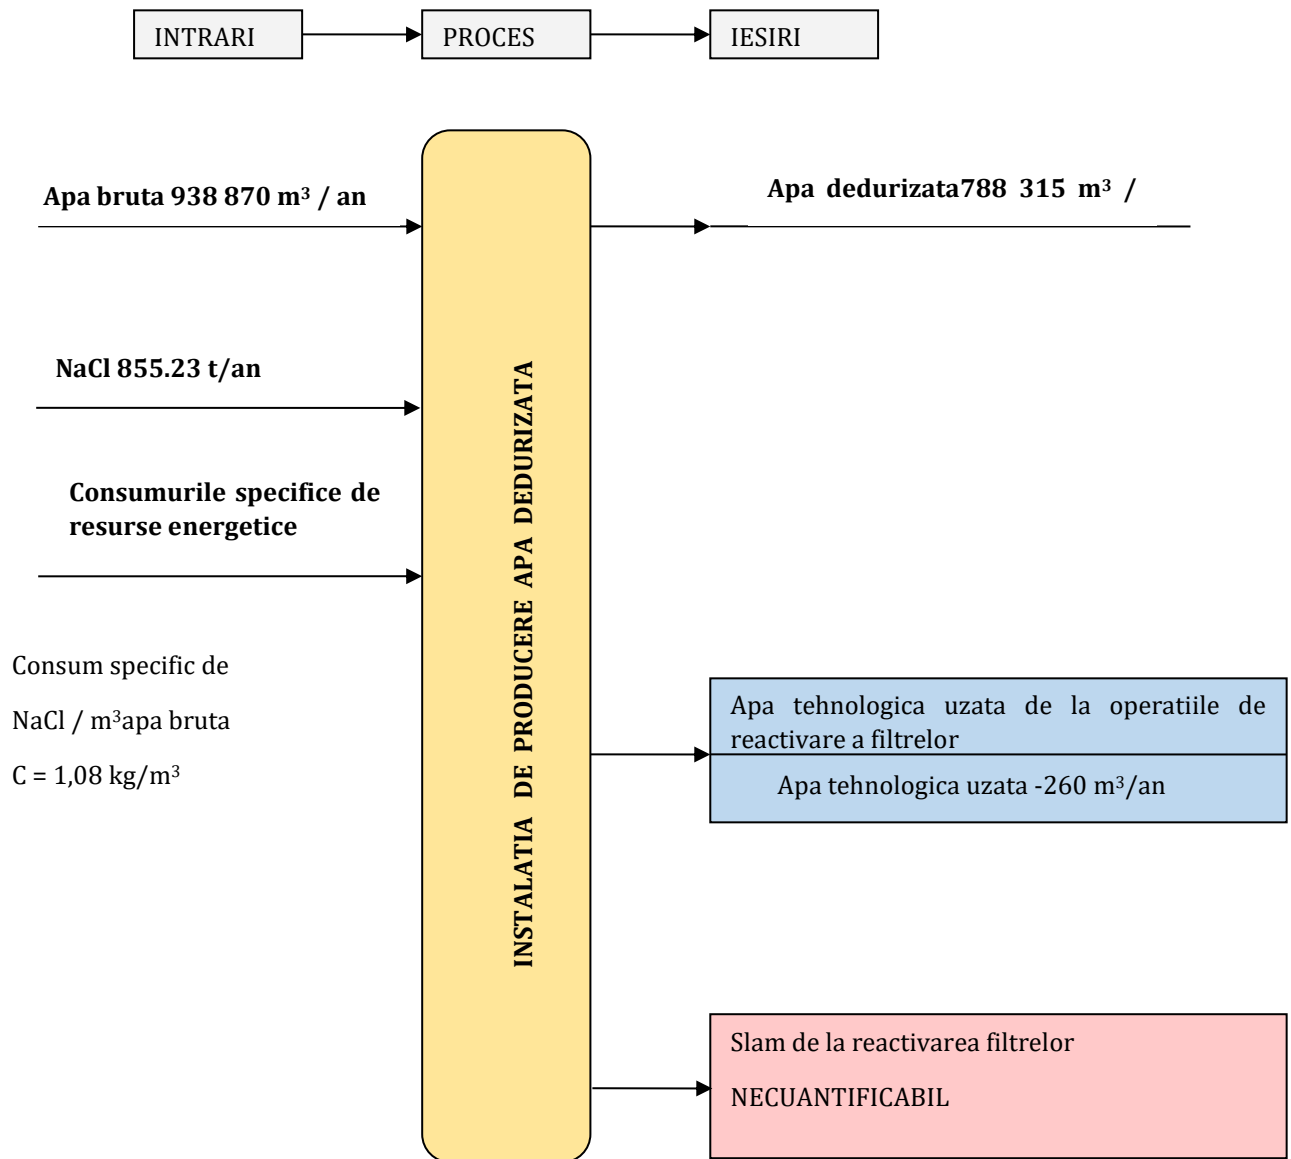 INTRARI
PROCES
IESIRI
Apa bruta 938 870 m³ / an
Apa dedurizata788 315 m³ /
NaCl 855.23 t/an
Consumurile specifice de
resurse energetice
INSTALATIA DE PRODUCERE APA DEDURIZATA
Consum specific de
NaCl / m³apa bruta
C = 1,08 kg/m³
Apa tehnologica uzata de la operatiile de
reactivare a filtrelor
Apa tehnologica uzata -260 m³/an
Slam de la reactivarea filtrelor
NECUANTIFICABIL